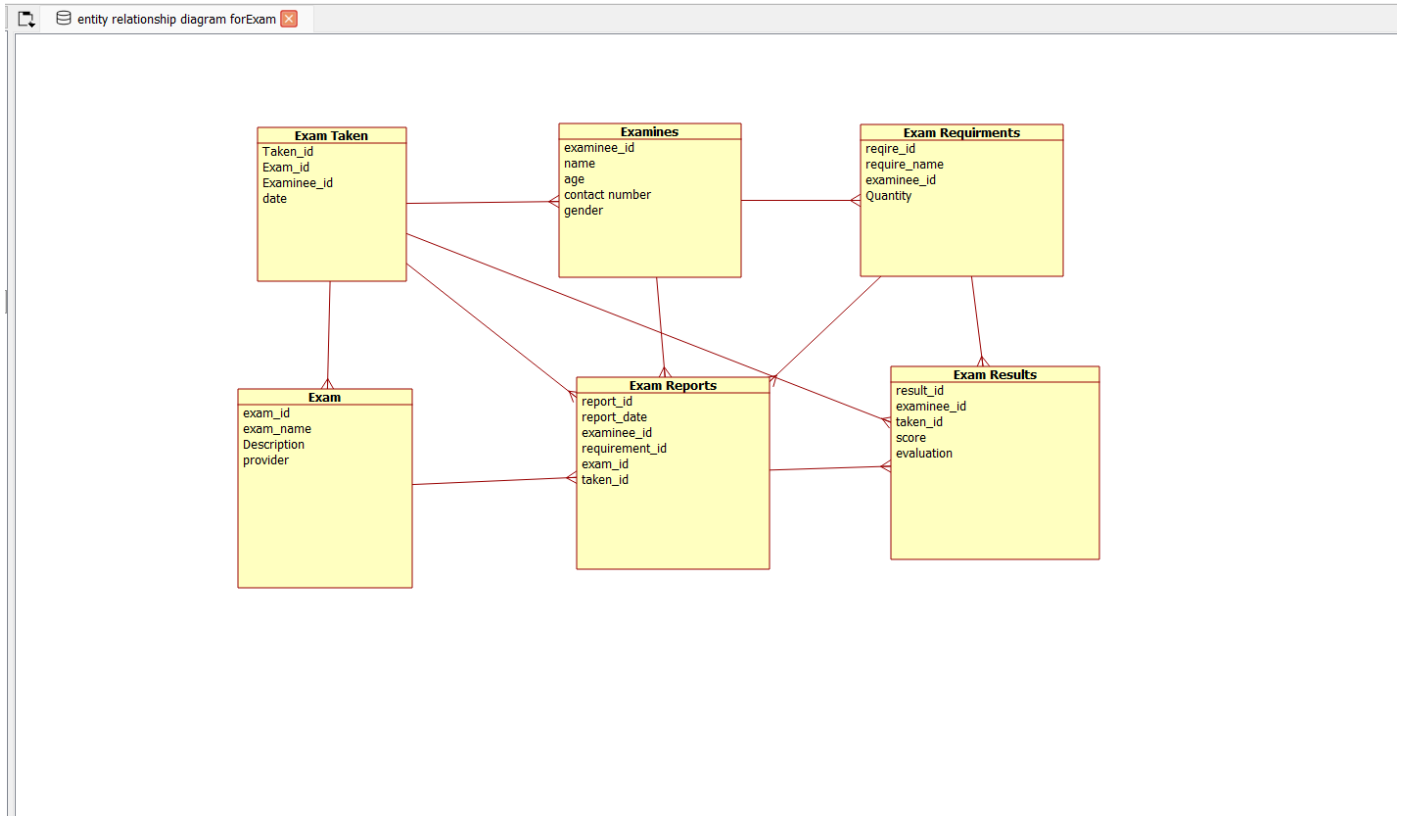 entity relationship diagram forExam
Exam Taken
Taken_id
Exam_id
Examinee_id
date
Examines
examinee_id
name
age
contact number
gender
Exam Requirments
reqire_id
require_name
examinee_id
Quantity
Exam
exam_id
exam_name
Description
provider
Exam Reports
report_id
report_date
examinee_id
requirement_id
exam_id
taken_id
Exam Results
result_id
examinee_id
taken_id
score
evaluation